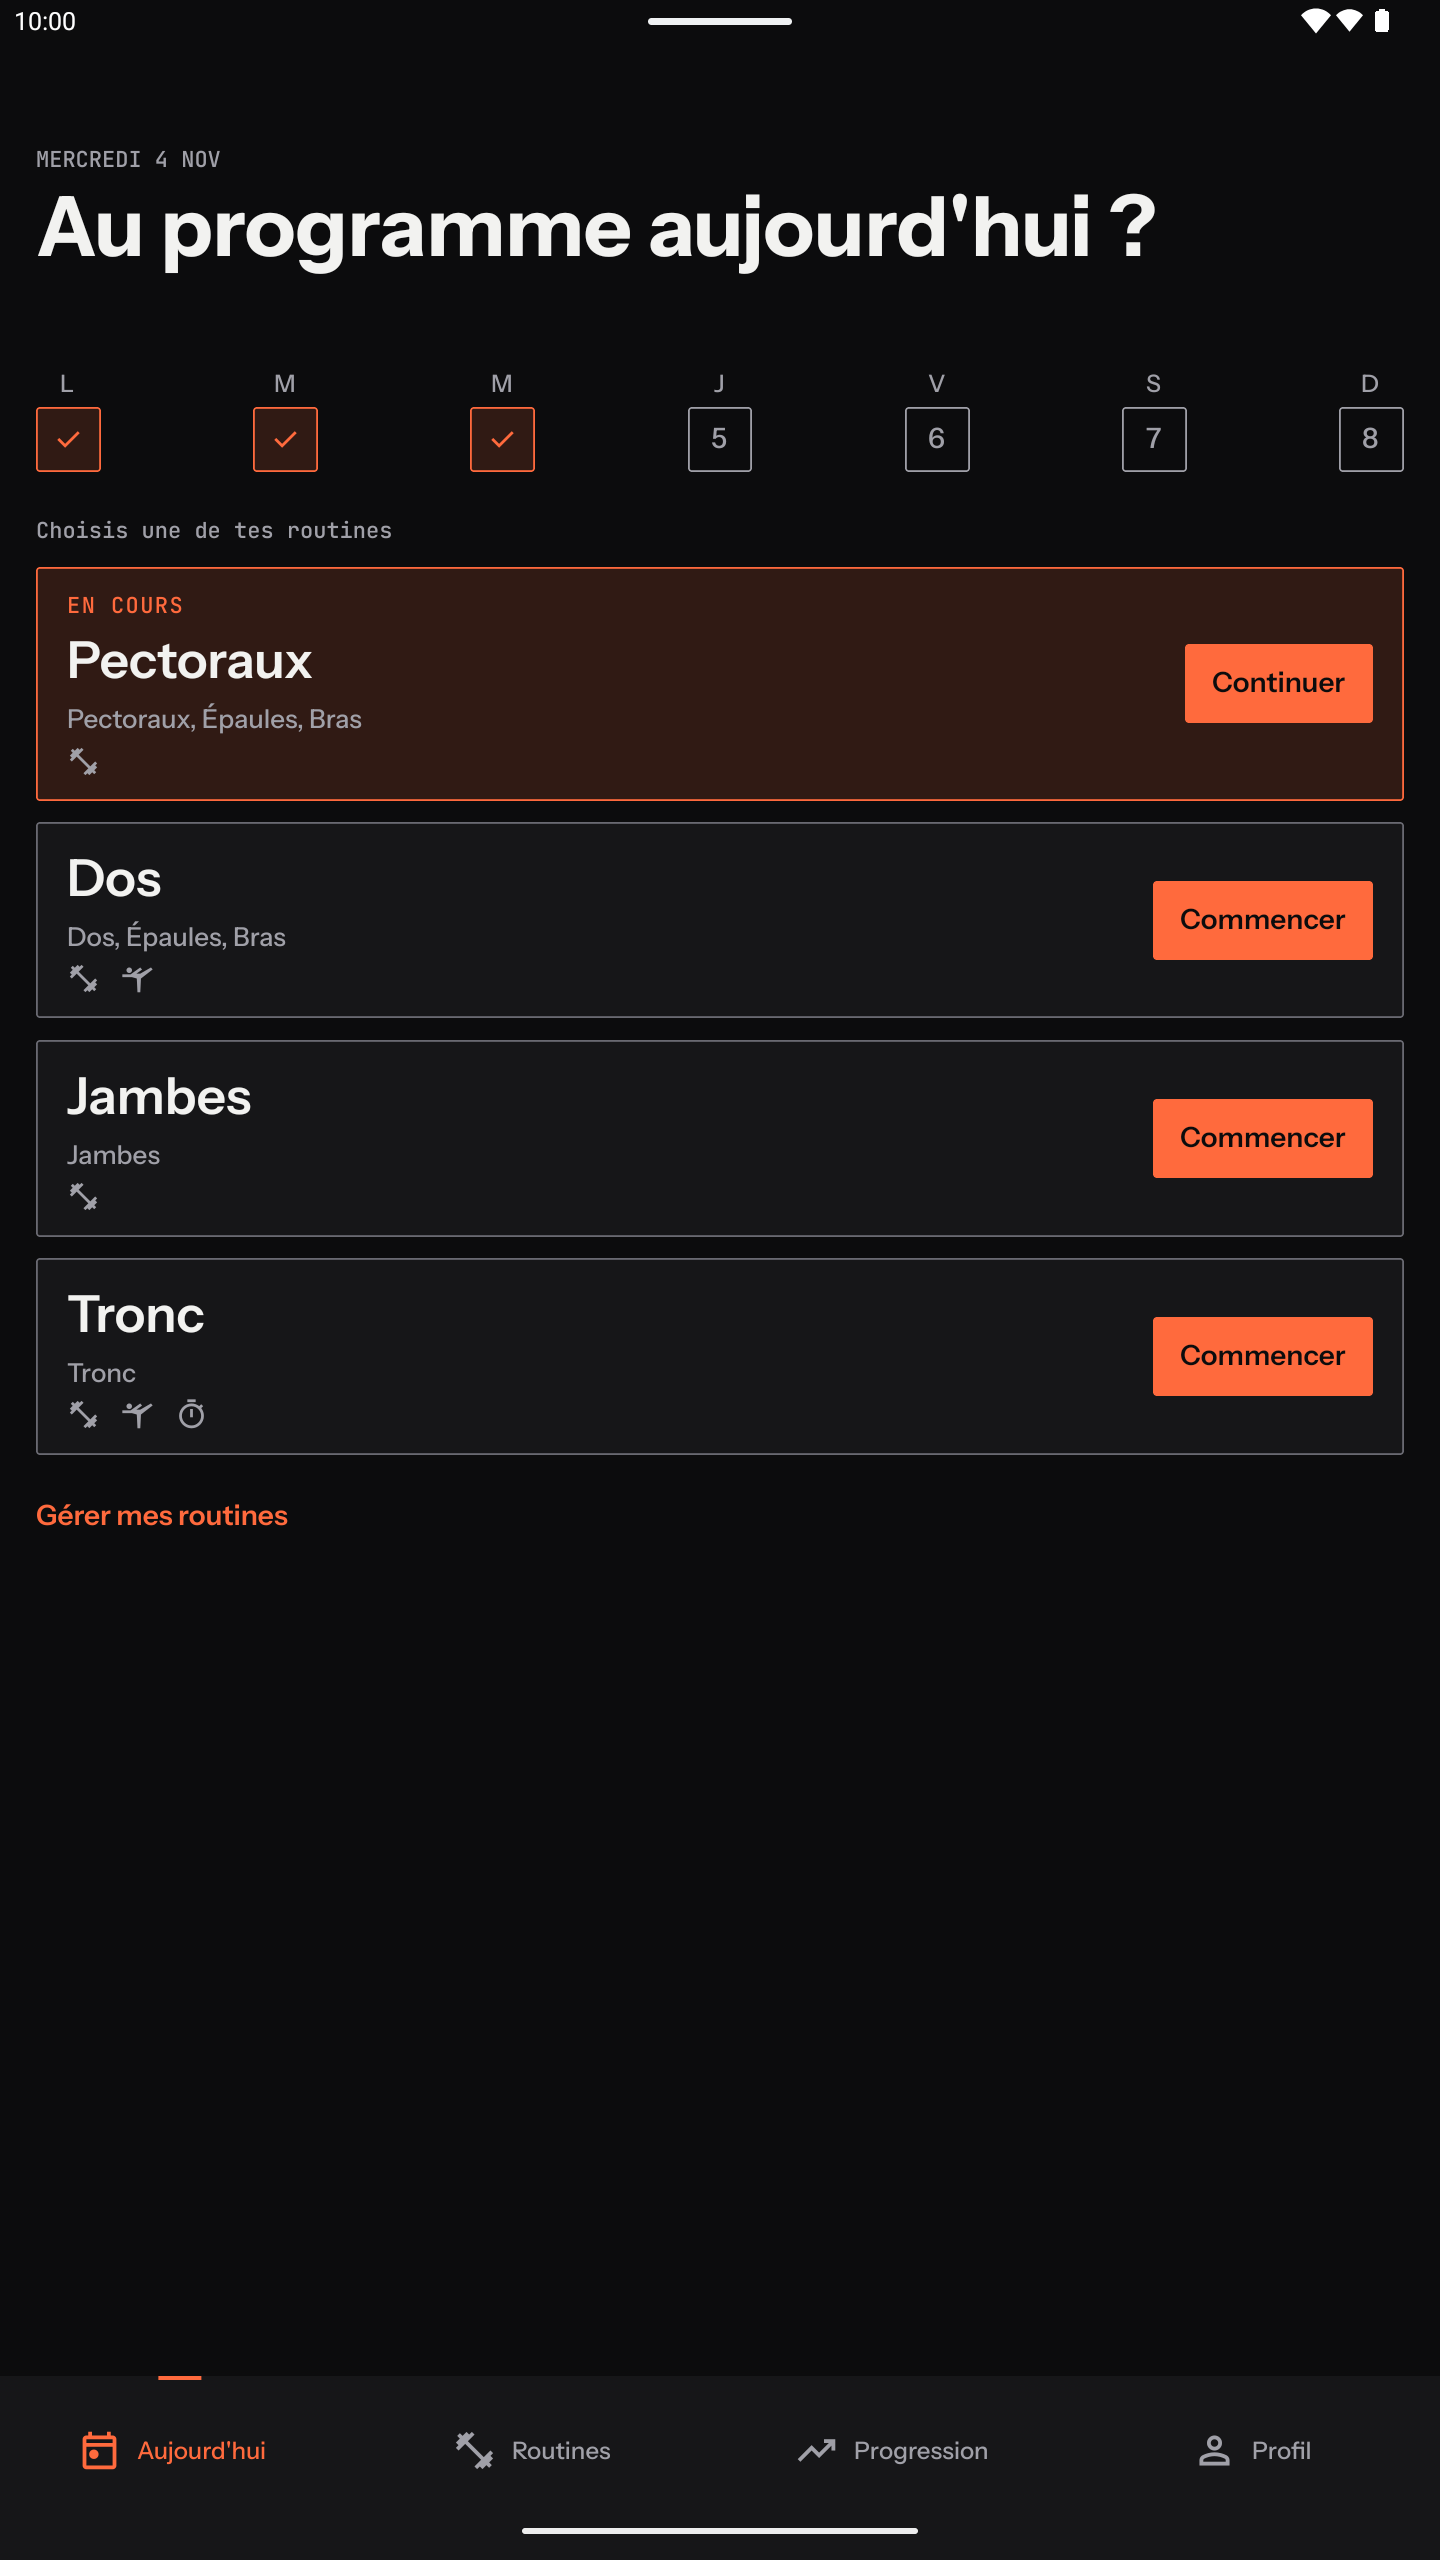 10:00
MERCREDI 4 NOV
Au programme aujourd'hui ?
L M M J V S D
5 6 7 8
Choisis une de tes routines
EN COURS
Pectoraux
Pectoraux, Épaules, Bras
Continuer
Dos
Dos, Épaules, Bras
Commencer
Jambes
Jambes
Commencer
Tronc
Tronc
Commencer
Gérer mes routines
Aujourd'hui Routines Progression Profil